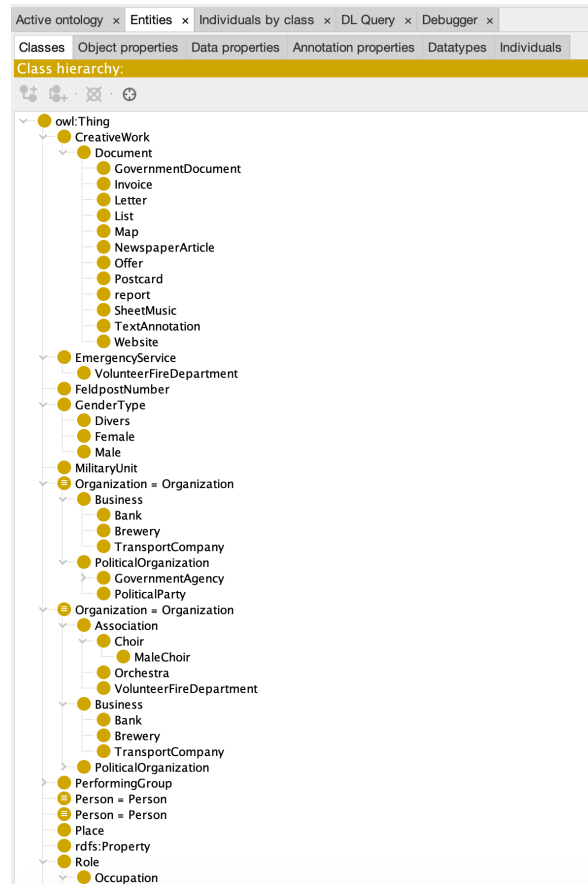 Active ontology × Entities × Individuals by class × DL Query × Debugger ×
Classes Object properties Data properties Annotation properties Datatypes Individuals
Class hierarchy:
owl:Thing
CreativeWork
Document
GovernmentDocument
Invoice
Letter
List
Map
NewspaperArticle
Offer
Postcard
report
SheetMusic
TextAnnotation
Website
EmergencyService
VolunteerFireDepartment
FeldpostNumber
GenderType
Divers
Female
Male
MilitaryUnit
Organization = Organization
Business
Bank
Brewery
TransportCompany
PoliticalOrganization
GovernmentAgency
PoliticalParty
Organization = Organization
Association
Choir
MaleChoir
Orchestra
VolunteerFireDepartment
Business
Bank
Brewery
TransportCompany
PoliticalOrganization
PerformingGroup
Person = Person
Person = Person
Place
rdfs:Property
Role
Occupation